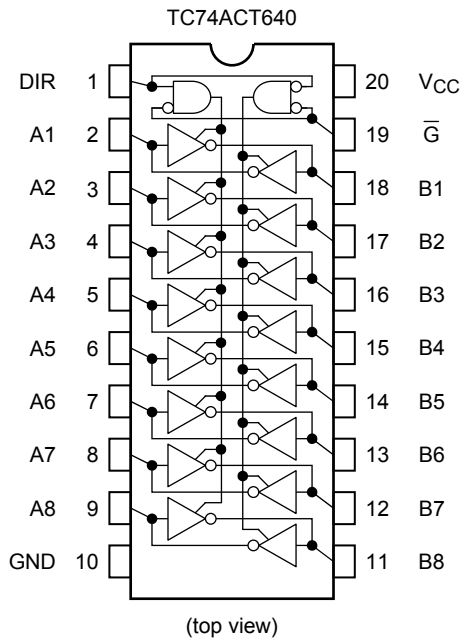 TC74ACT640
DIR 1 20 VCC
A1 2 19 G̅
A2 3 18 B1
A3 4 17 B2
A4 5 16 B3
A5 6 15 B4
A6 7 14 B5
A7 8 13 B6
A8 9 12 B7
GND 10 11 B8
(top view)